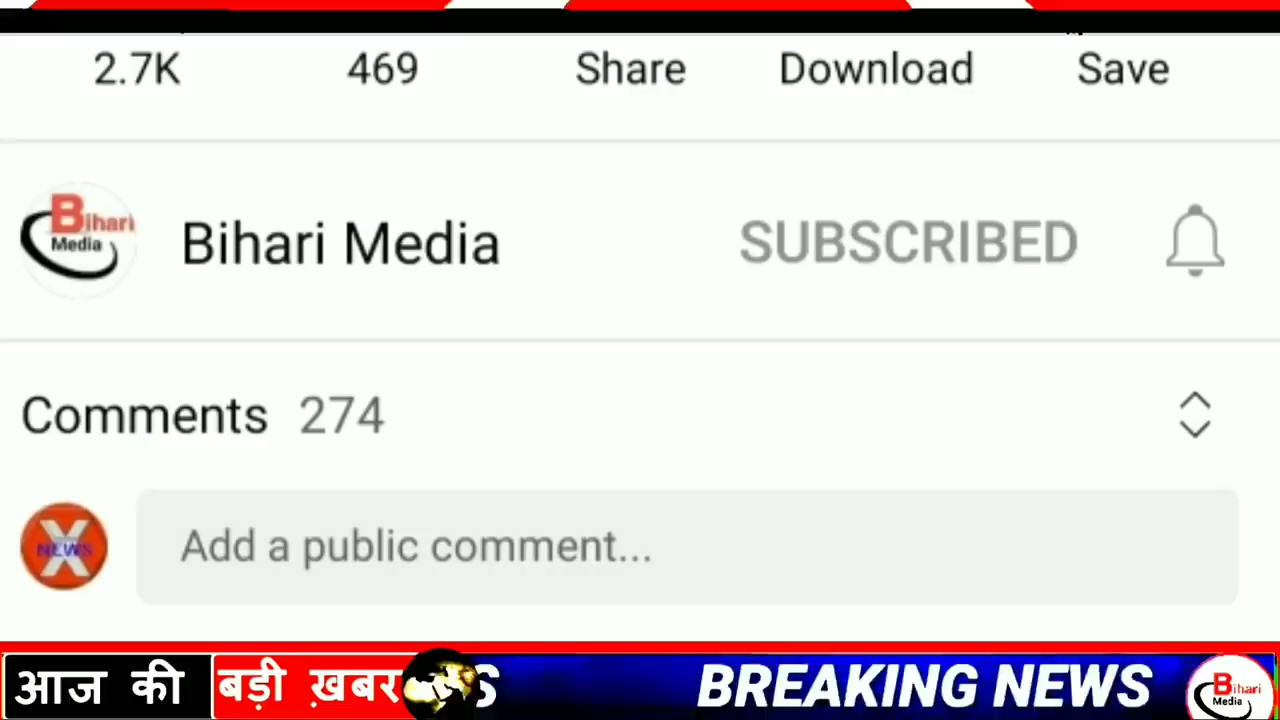 2.7K 469 Share Download Save
Bihari Media
Bihari Media SUBSCRIBED
Comments 274
NEWS X
Add a public comment...
आज की बड़ी ख़बर S BREAKING NEWS
Bihari Media